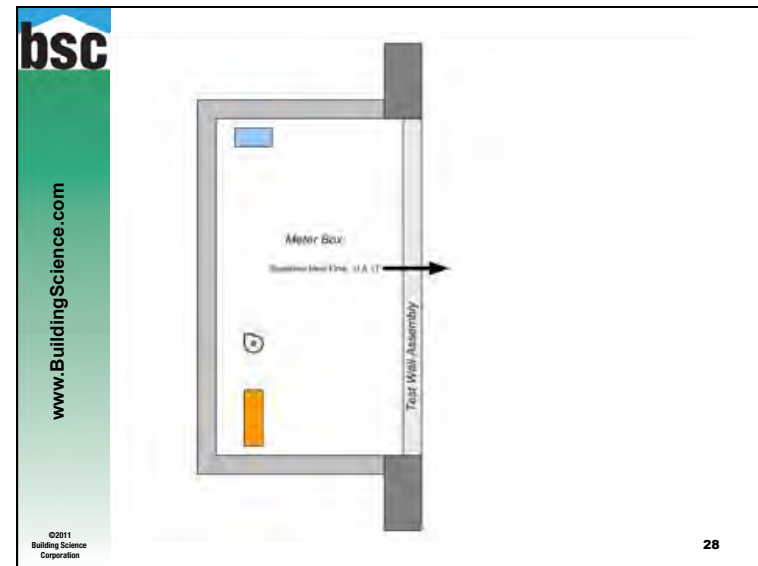 bsc
www.BuildingScience.com
Meter Box
Test Wall Assembly
©2011
Building Science
Corporation
28